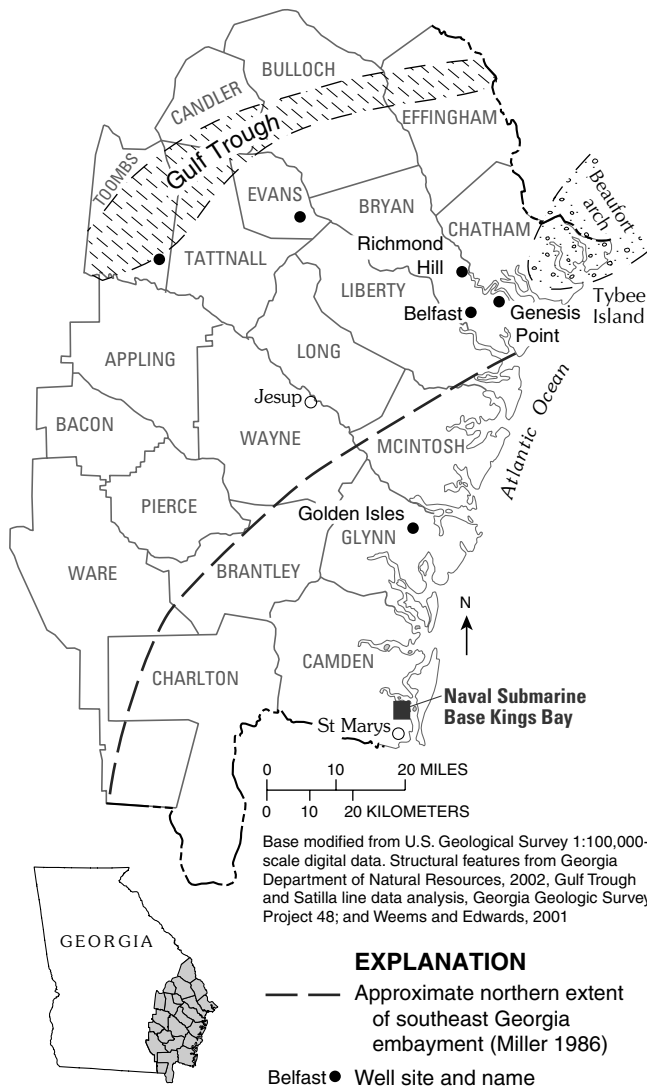 BULLOCH
CANDLER
EFFINGHAM
Gulf Trough
TOOMBS
EVANS
BRYAN
CHATHAM
Beaufort
arch
TATTNALL
Richmond
Hill
LIBERTY
Tybee
Island
Belfast
Genesis
Point
APPLING
LONG
Jesup
BACON
WAYNE
MCINTOSH
Atlantic Ocean
PIERCE
Golden Isles
GLYNN
WARE
BRANTLEY
N
CAMDEN
CHARLTON
Naval Submarine
Base Kings Bay
St Marys
0 10 20 MILES
0 10 20 KILOMETERS
Base modified from U.S. Geological Survey 1:100,000-
scale digital data. Structural features from Georgia
Department of Natural Resources, 2002, Gulf Trough
and Satilla line data analysis, Georgia Geologic Survey
Project 48; and Weems and Edwards, 2001
GEORGIA
EXPLANATION
Approximate northern extent
of southeast Georgia
embayment (Miller 1986)
Belfast Well site and name